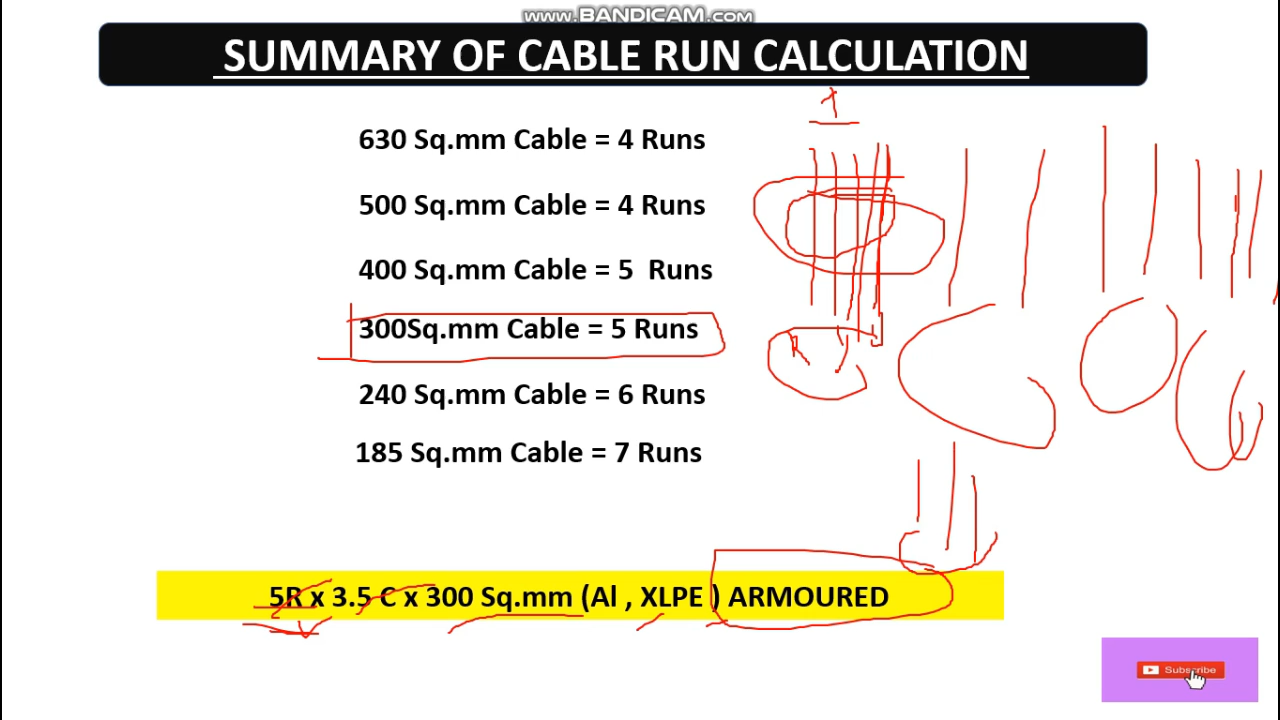 www.BANDICAM.com
SUMMARY OF CABLE RUN CALCULATION
630 Sq.mm Cable = 4 Runs
500 Sq.mm Cable = 4 Runs
400 Sq.mm Cable = 5 Runs
300Sq.mm Cable = 5 Runs
240 Sq.mm Cable = 6 Runs
185 Sq.mm Cable = 7 Runs
5R x 3.5 C x 300 Sq.mm (Al , XLPE ) ARMOURED
Subscribe